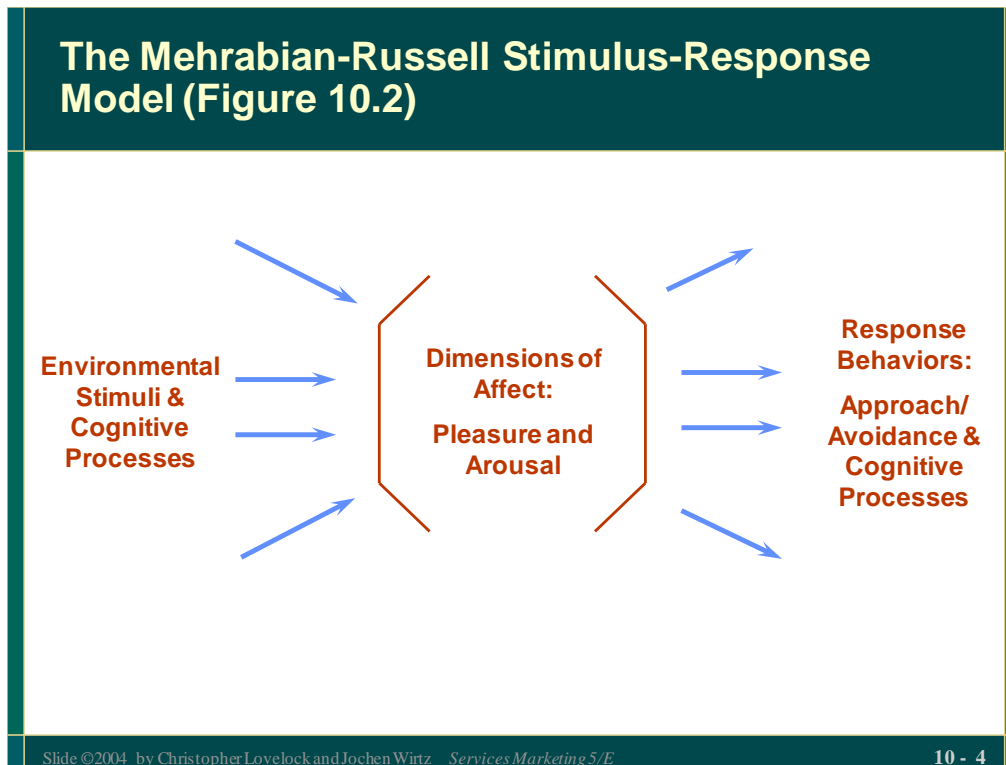 The Mehrabian-Russell Stimulus-Response
Model (Figure 10.2)
Environmental
Stimuli &
Cognitive
Processes
Dimensions of
Affect:
Pleasure and
Arousal
Response
Behaviors:
Approach/
Avoidance &
Cognitive
Processes
Slide ©2004 by Christopher Lovelock and Jochen Wirtz Services Marketing 5/E
10 - 4